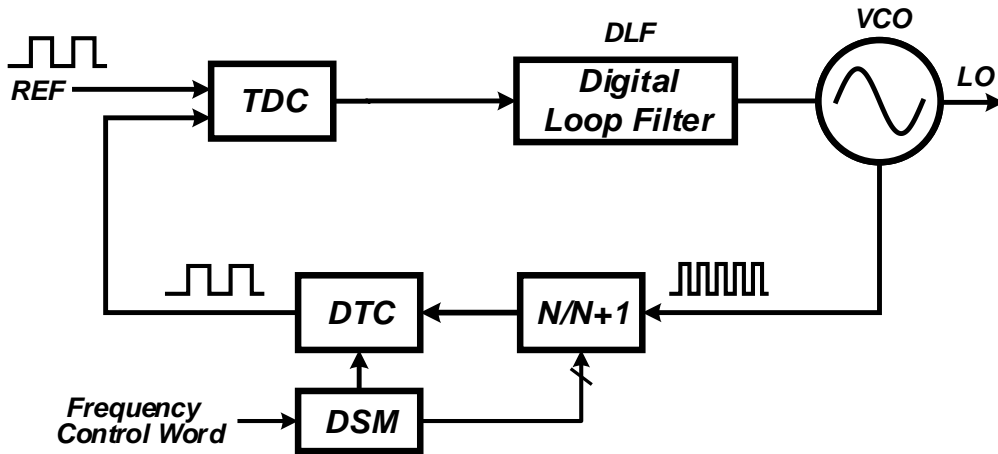 VCO
DLF
REF
TDC
Digital
Loop Filter
LO
DTC
N/N+1
Frequency
Control Word
DSM